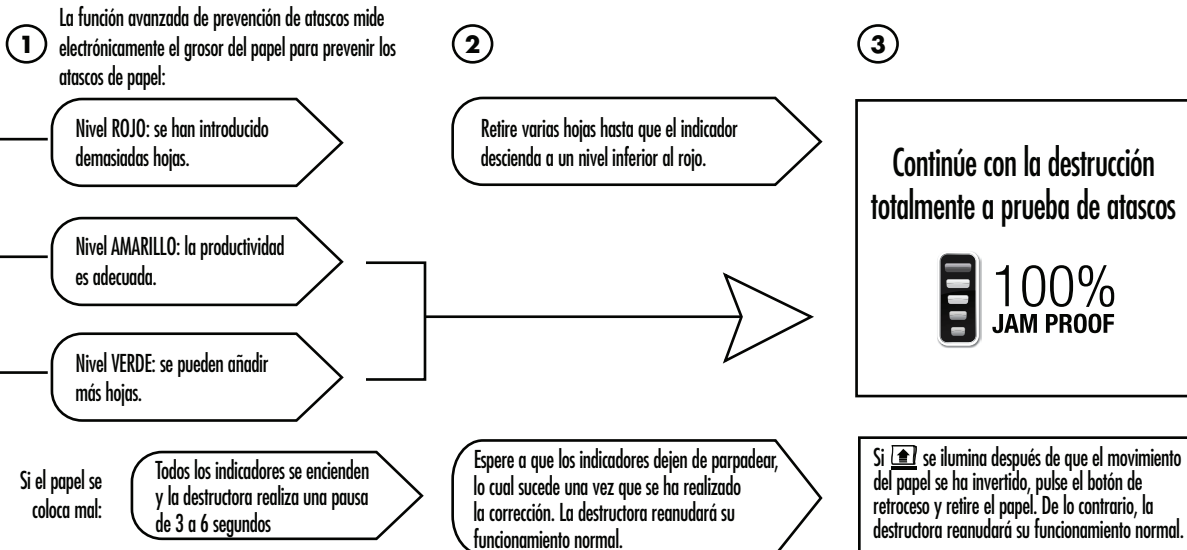 1
La función avanzada de prevención de atascos mide
electrónicamente el grosor del papel para prevenir los
atascos de papel:
Nivel ROJO: se han introducido
demasiadas hojas.
Nivel AMARILLO: la productividad
es adecuada.
Nivel VERDE: se pueden añadir
más hojas.
2
Retire varias hojas hasta que el indicador
descienda a un nivel inferior al rojo.
3
Continúe con la destrucción
totalmente a prueba de atascos
100%
JAM PROOF
Si el papel se
coloca mal:
Todos los indicadores se encienden
y la destructora realiza una pausa
de 3 a 6 segundos
Espere a que los indicadores dejen de parpadear,
lo cual sucede una vez que se ha realizado
la corrección. La destructora reanudará su
funcionamiento normal.
Si se ilumina después de que el movimiento
del papel se ha invertido, pulse el botón de
retroceso y retire el papel. De lo contrario, la
destructora reanudará su funcionamiento normal.